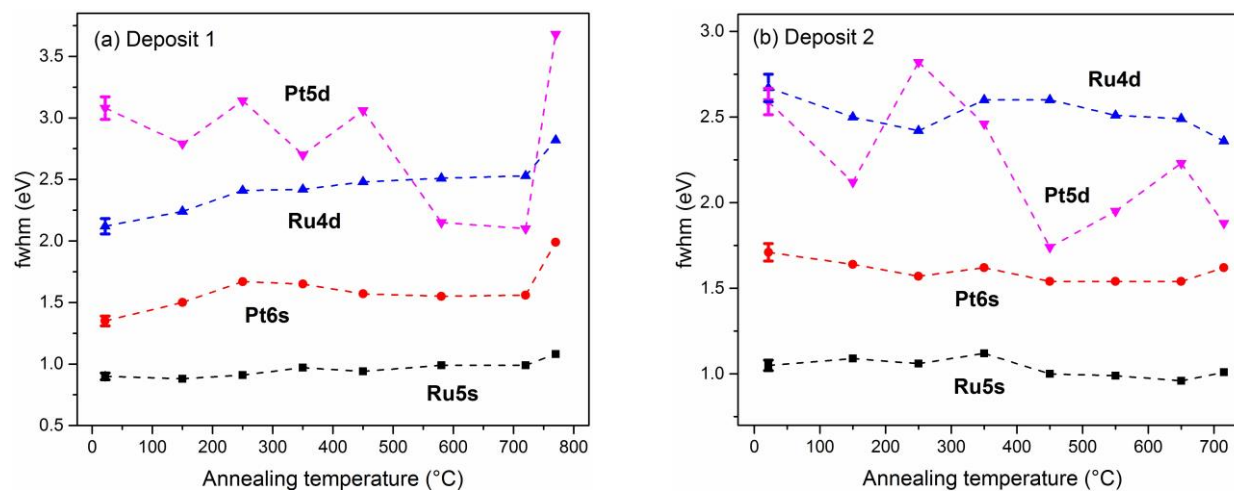 (a) Deposit 1
Pt5d
Ru4d
Pt6s
Ru5s
fwhm (eV)
3.5
3.0
2.5
2.0
1.5
1.0
0.5
0 100 200 300 400 500 600 700 800
Annealing temperature (°C)
(b) Deposit 2
Ru4d
Pt5d
Pt6s
Ru5s
fwhm (eV)
3.0
2.5
2.0
1.5
1.0
0 100 200 300 400 500 600 700
Annealing temperature (°C)